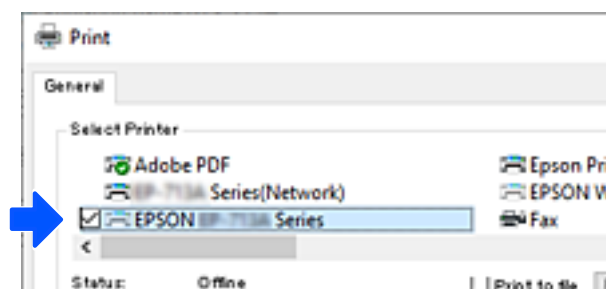 Print
General
Select Printer
Adobe PDF
Epson Pri
Series(Network)
EPSON W
EPSON
Series
Fax
Status:
Offline
Print to file